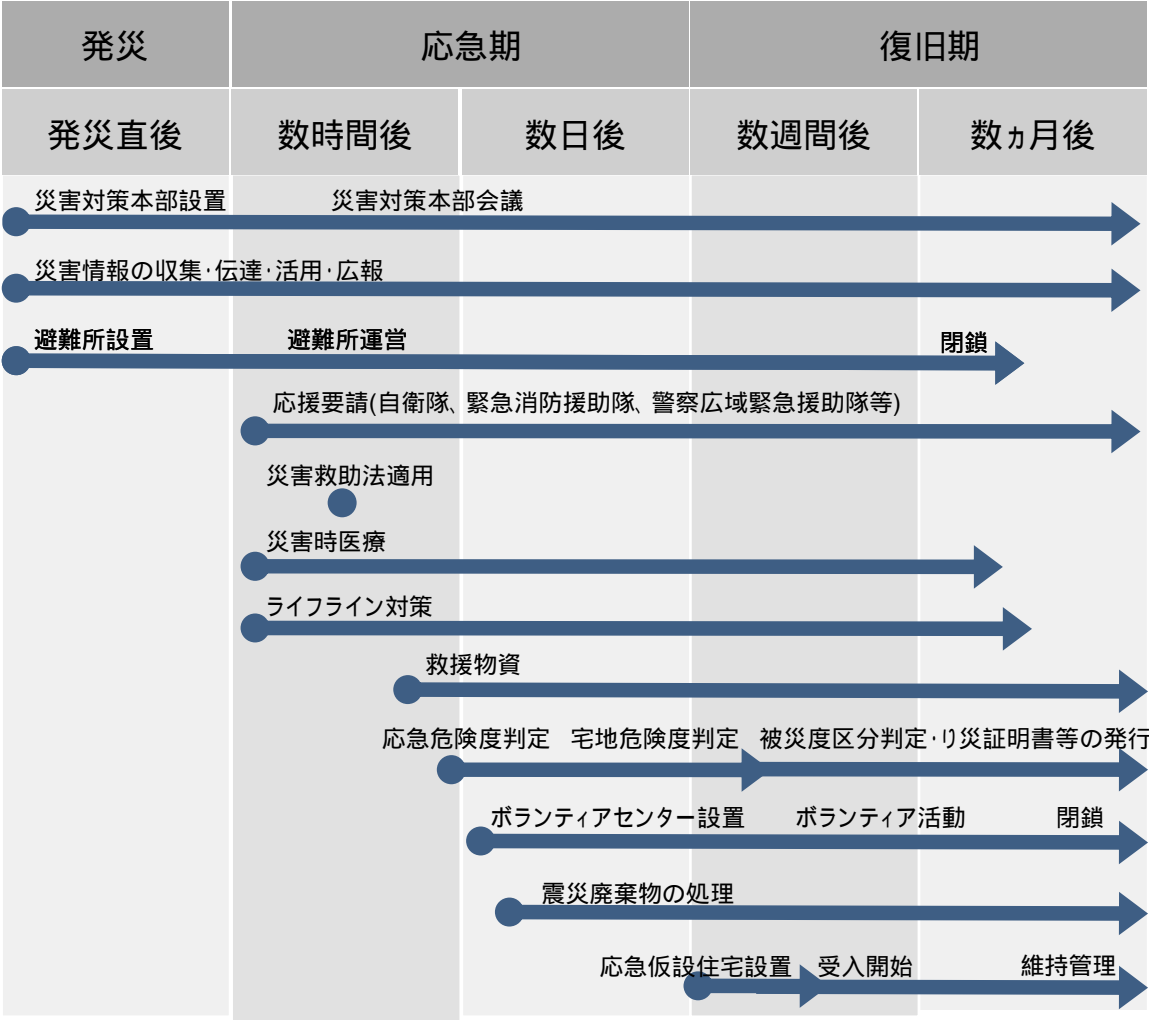 発災 応急期 復旧期
発災直後 数時間後 数日後 数週間後 数ヵ月後
災害対策本部設置 災害対策本部会議
災害情報の収集・伝達・活用・広報
避難所設置 避難所運営 閉鎖
応援要請(自衛隊、緊急消防援助隊、警察広域緊急援助隊等)
災害救助法適用
災害時医療
ライフライン対策
救援物資
応急危険度判定 宅地危険度判定 被災度区分判定・り災証明書等の発行
ボランティアセンター設置 ボランティア活動 閉鎖
震災廃棄物の処理
応急仮設住宅設置 受入開始 維持管理